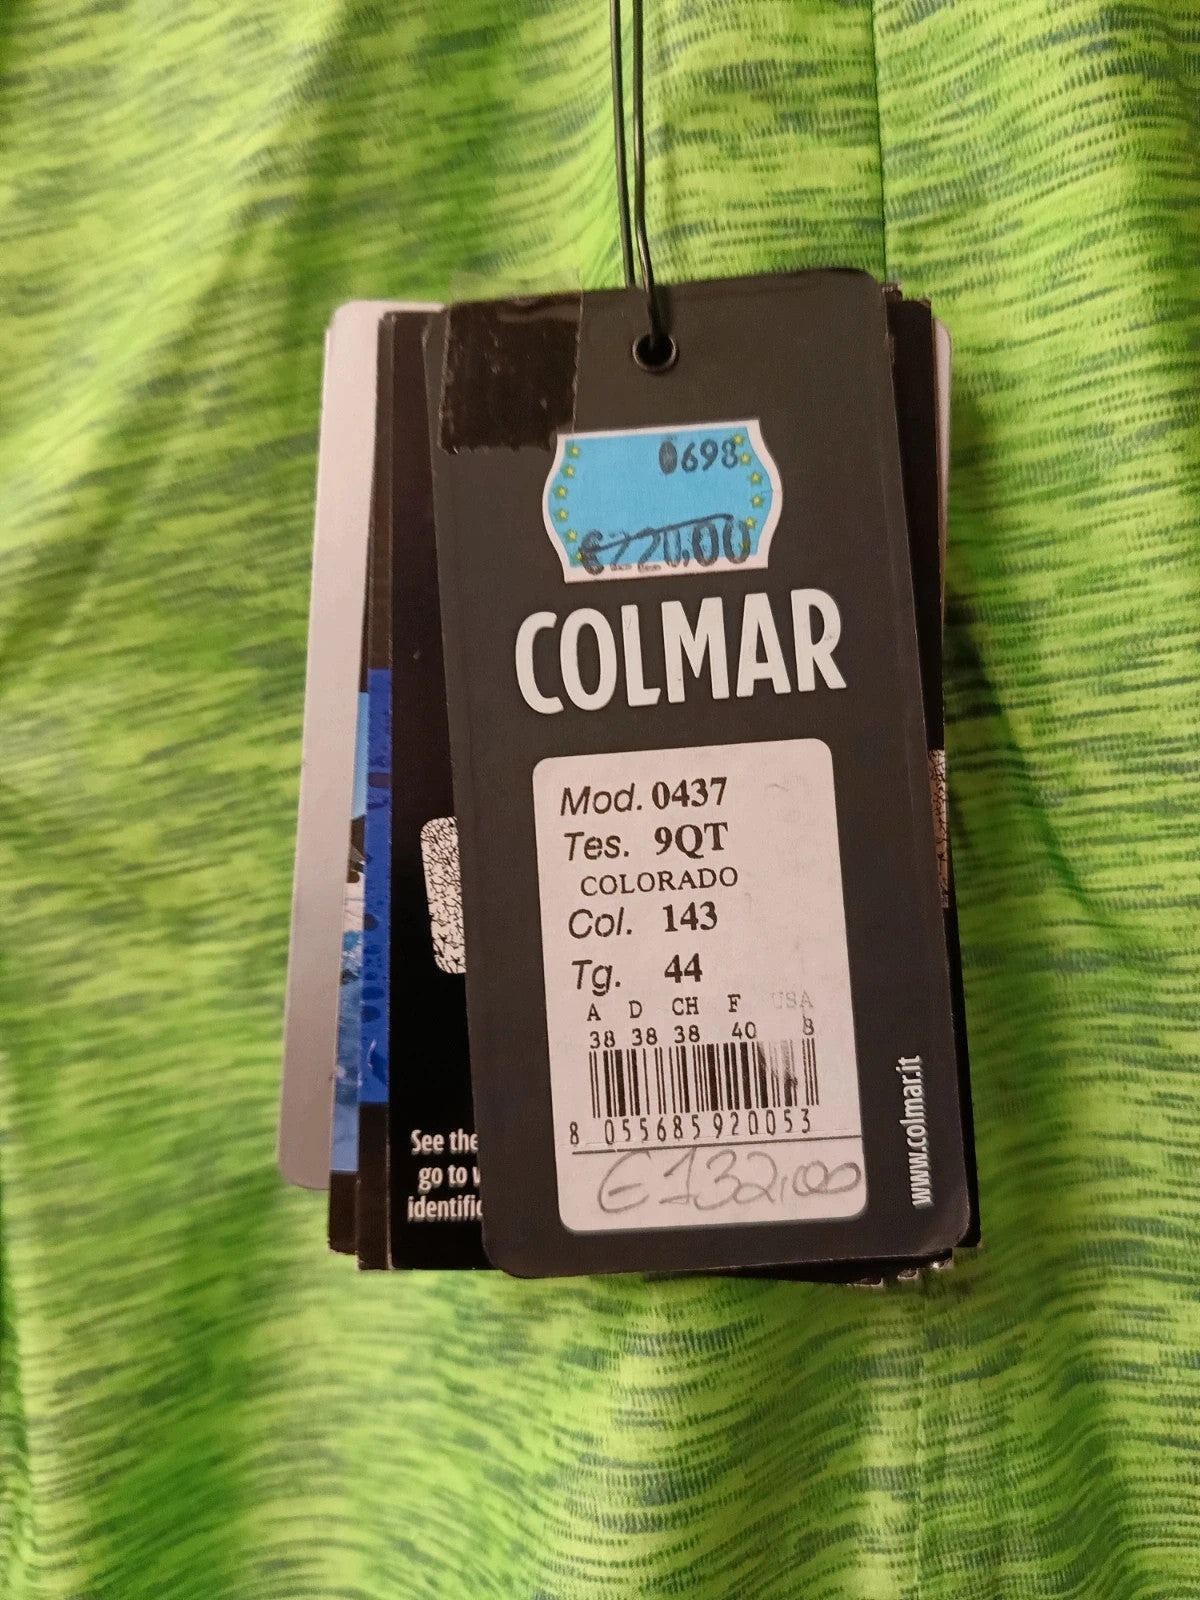 0698
€220,00
COLMAR
Mod. 0437
Tes. 9QT
COLORADO
Col. 143
Tg. 44
A D CH F USA
38 38 38 40 8
8 055685 920053
€132,00
www.colmar.it
See the
go to
identific